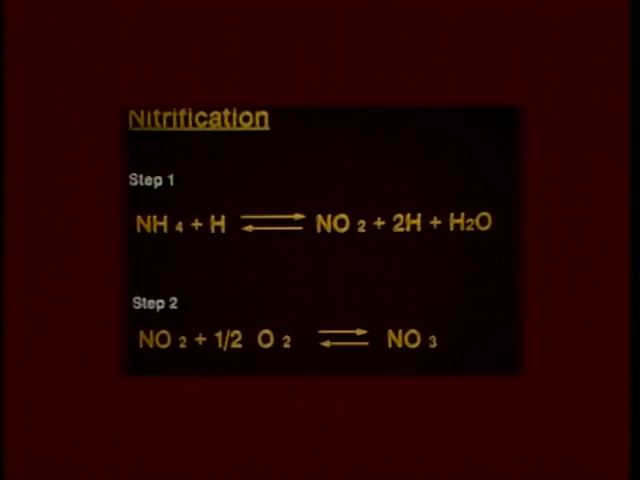 Nitrification
Step 1
NH 4 + H ⇌ NO 2 + 2H + H2O
Step 2
NO 2 + 1/2 O 2 ⇌ NO 3